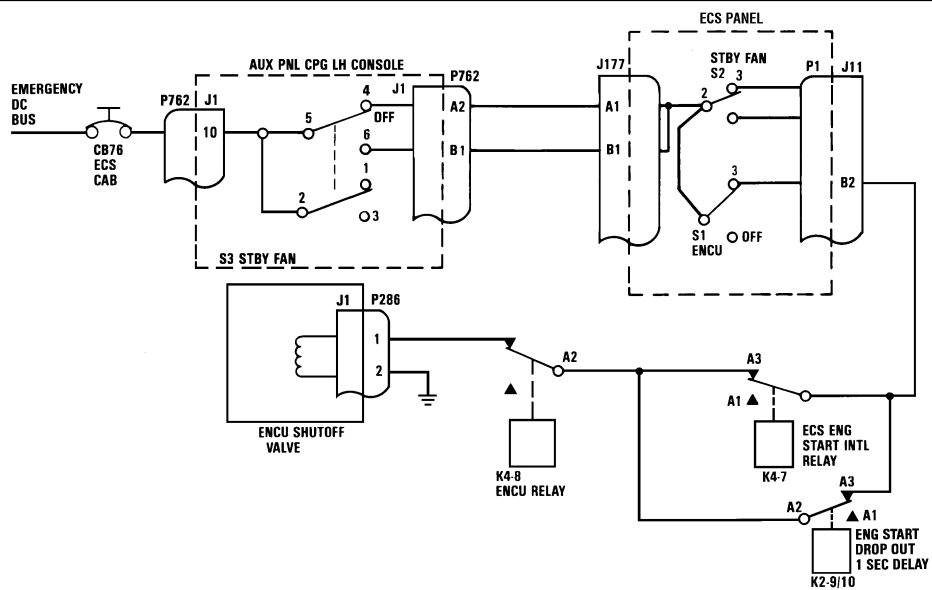 ECS PANEL
AUX PNL CPG LH CONSOLE
EMERGENCY
DC
BUS
CB76
ECS
CAB
P762
J1
10
5
4
OFF
6
1
2
3
J1
P762
A2
B1
S3 STBY FAN
J177
A1
B1
STBY FAN
S2
3
2
3
S1
ENCU
OFF
P1
J11
B2
J1
P286
1
2
ENCU SHUTOFF
VALVE
A2
K4-8
ENCU RELAY
A3
A1
ECS ENG
START INTL
RELAY
K4-7
A3
A2
A1
ENG START
DROP OUT
1 SEC DELAY
K2-9/10